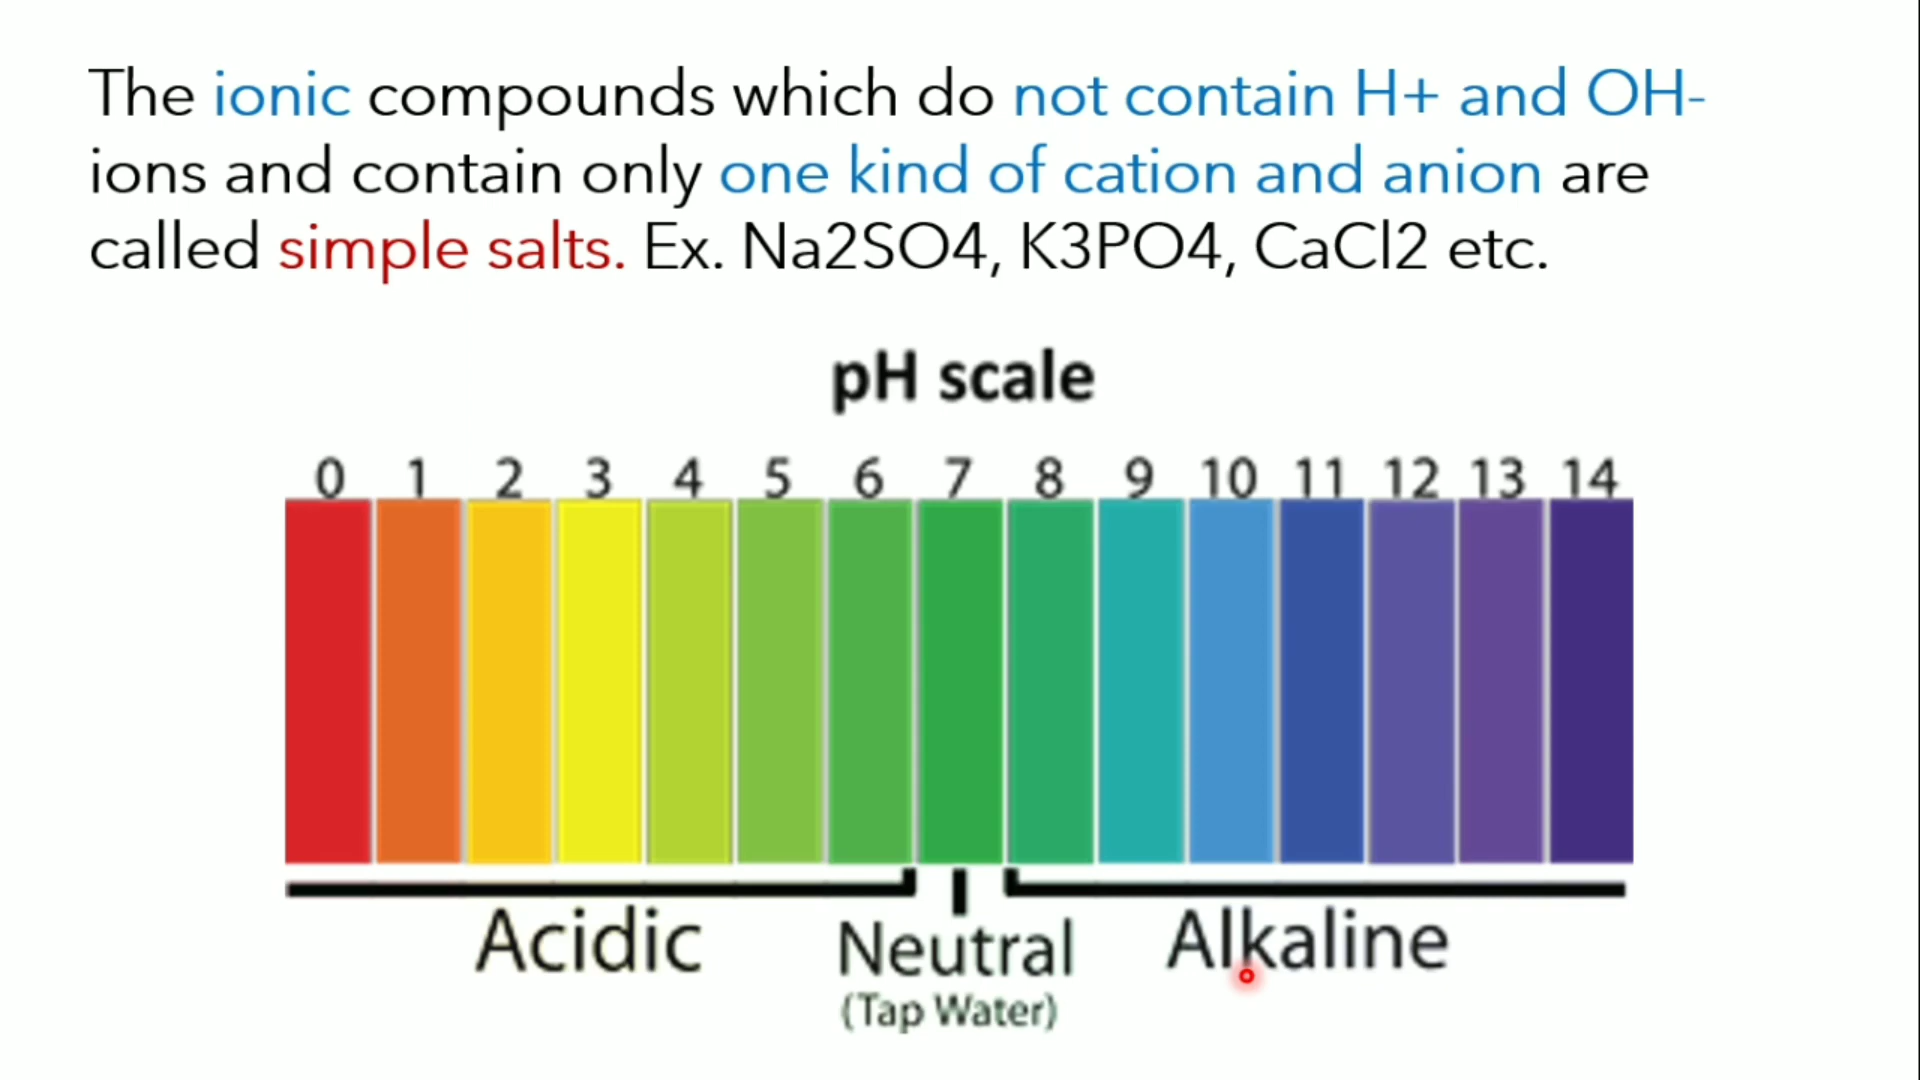 The ionic compounds which do not contain H+ and OH-
ions and contain only one kind of cation and anion are
called simple salts. Ex. Na2SO4, K3PO4, CaCl2 etc.
pH scale
0 1 2 3 4 5 6 7 8 9 10 11 12 13 14
Acidic Neutral Alkaline
(Tap Water)